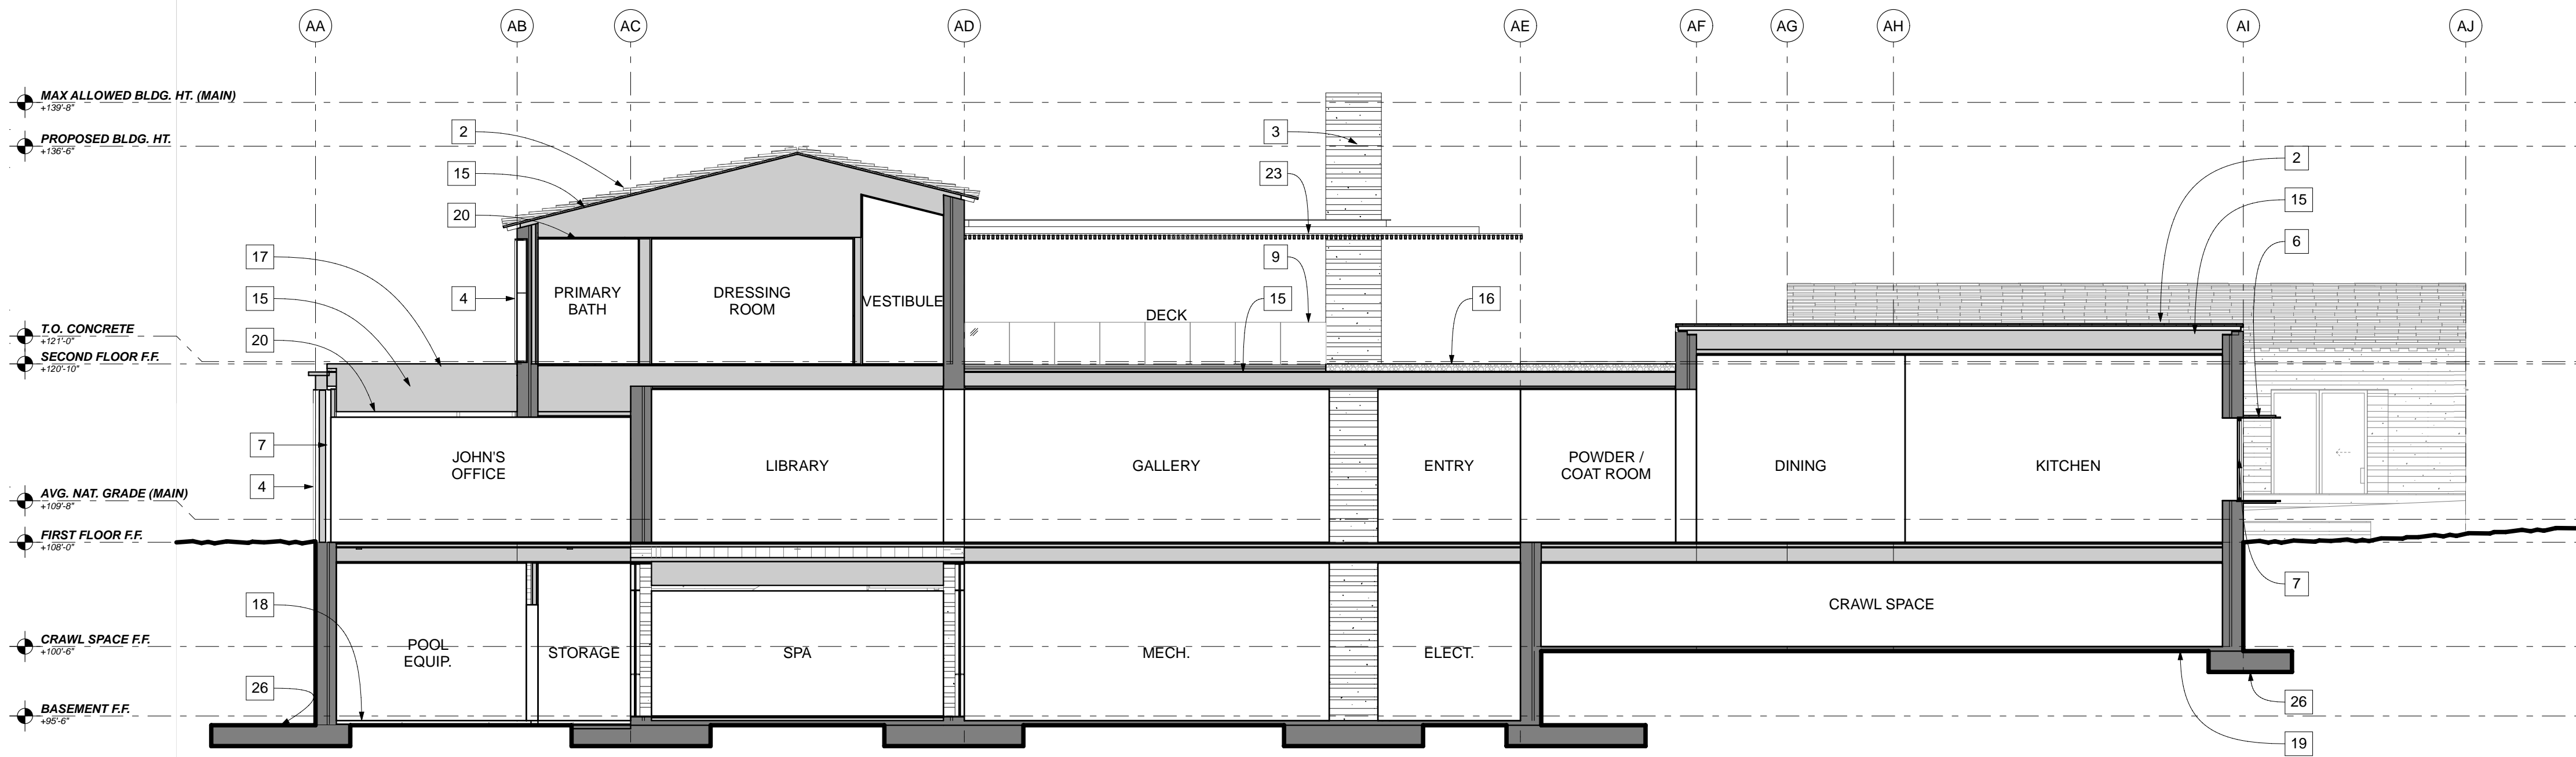 AA
AB
AC
AD
AE
AF
AG
AH
AI
AJ
MAX ALLOWED BLDG. HT. (MAIN)
+139'-8"
PROPOSED BLDG. HT.
+136'-6"
2
3
2
15
23
15
20
6
17
9
15
4
PRIMARY
BATH
DRESSING
ROOM
VESTIBULE
DECK
15
16
T.O. CONCRETE
+121'-0"
20
SECOND FLOOR F.F.
+120'-10"
7
JOHN'S
OFFICE
LIBRARY
GALLERY
ENTRY
POWDER /
COAT ROOM
DINING
KITCHEN
4
AVG. NAT. GRADE (MAIN)
+109'-8"
FIRST FLOOR F.F.
+108'-0"
7
18
CRAWL SPACE
CRAWL SPACE F.F.
+100'-6"
POOL
EQUIP.
STORAGE
SPA
MECH.
ELECT.
26
26
BASEMENT F.F.
+95'-6"
19